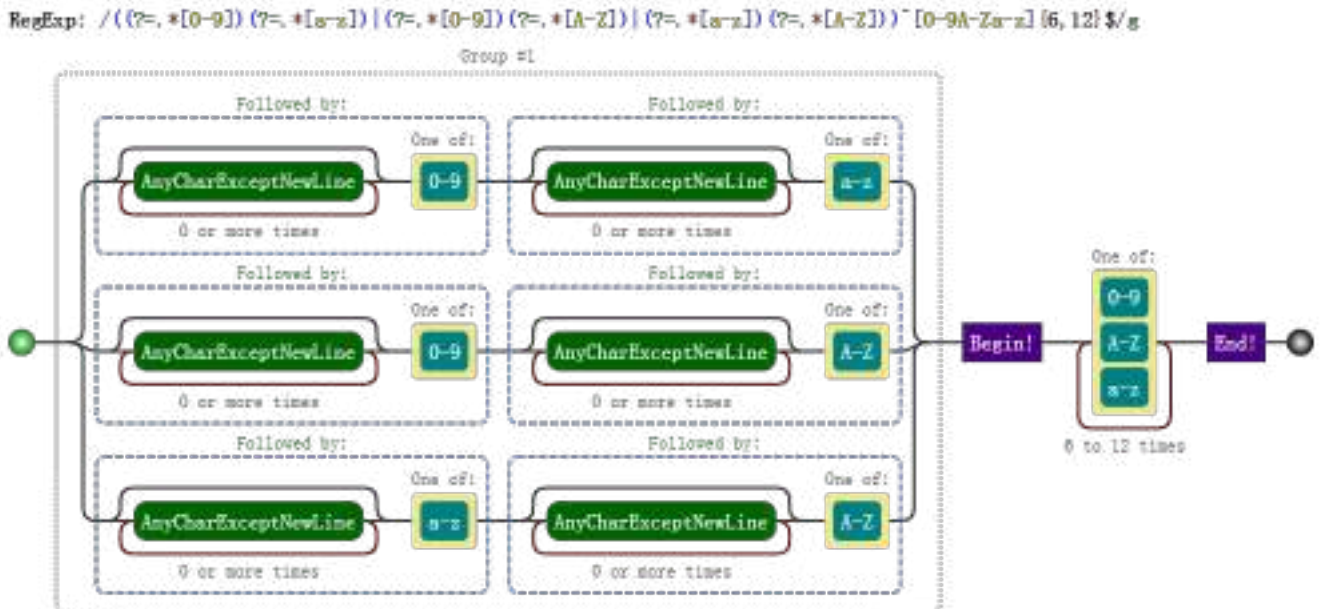 RegExp: /((?=.*[0-9])(?=.*[a-z])|(?=.*[0-9])(?=.*[A-Z])|(?=.*[a-z])(?=.*[A-Z]))^[0-9A-Za-z]{6,12}$/g
Group #1
Followed by: Followed by:
One of: One of:
AnyCharExceptNewLine 0-9 AnyCharExceptNewLine a-z
0 or more times 0 or more times
Followed by: Followed by:
One of: One of:
AnyCharExceptNewLine 0-9 AnyCharExceptNewLine A-Z
0 or more times 0 or more times
Followed by: Followed by:
One of: One of:
AnyCharExceptNewLine a-z AnyCharExceptNewLine A-Z
0 or more times 0 or more times
Begin!
One of:
0-9
A-Z
a-z
6 to 12 times
End!